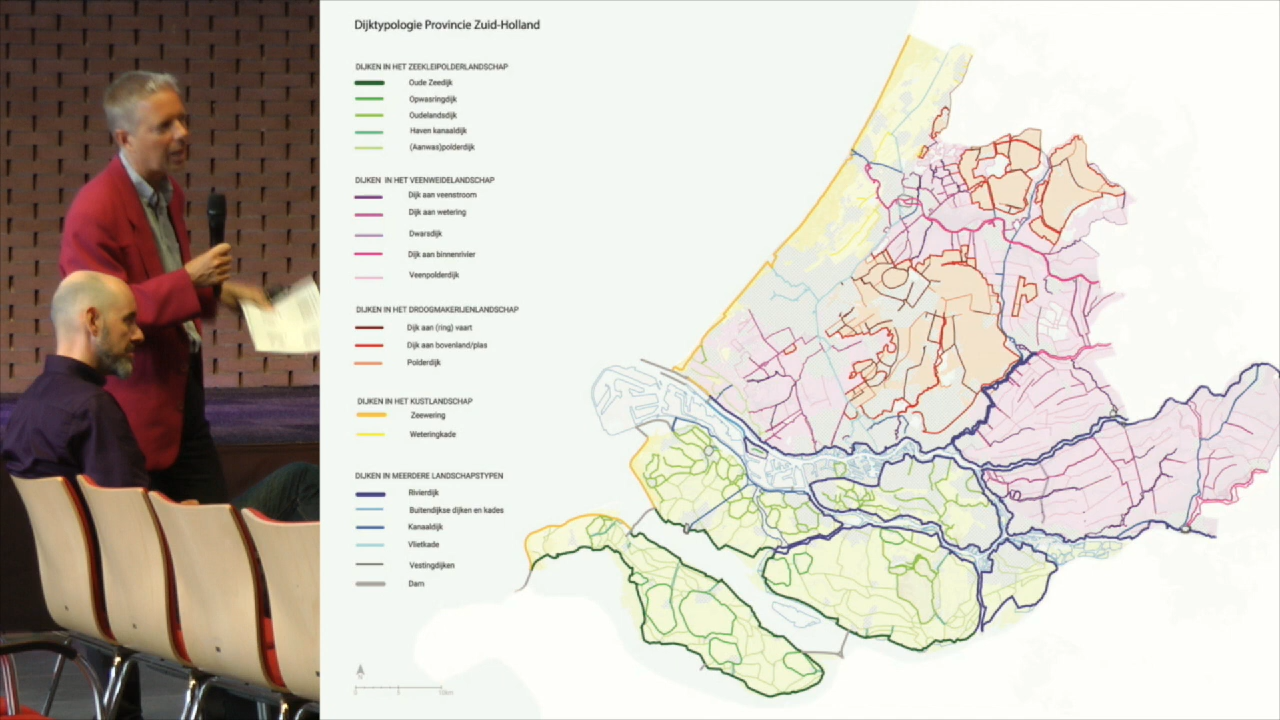 Dijktypologie Provincie Zuid-Holland
DIJKEN IN HET ZEEKLEIPOLDERLANDSCHAP
Oude Zeedijk
Opwasringdijk
Oudelandsdijk
Haven kanaaldijk
(Aanwas)polderdijk
DIJKEN IN HET VEENWEIDELANDSCHAP
Dijk aan veenstroom
Dijk aan wetering
Dwarsdijk
Dijk aan binnenrivier
Veenpolderdijk
DIJKEN IN HET DROOGMAKERIJENLANDSCHAP
Dijk aan (ring) vaart
Dijk aan bovenland/plas
Polderdijk
DIJKEN IN HET KUSTLANDSCHAP
Zeewering
Weteringkade
DIJKEN IN MEERDERE LANDSCHAPSTYPEN
Rivierdijk
Buitendijkse dijken en kades
Kanaaldijk
Vlietkade
Vestingdijken
Dam